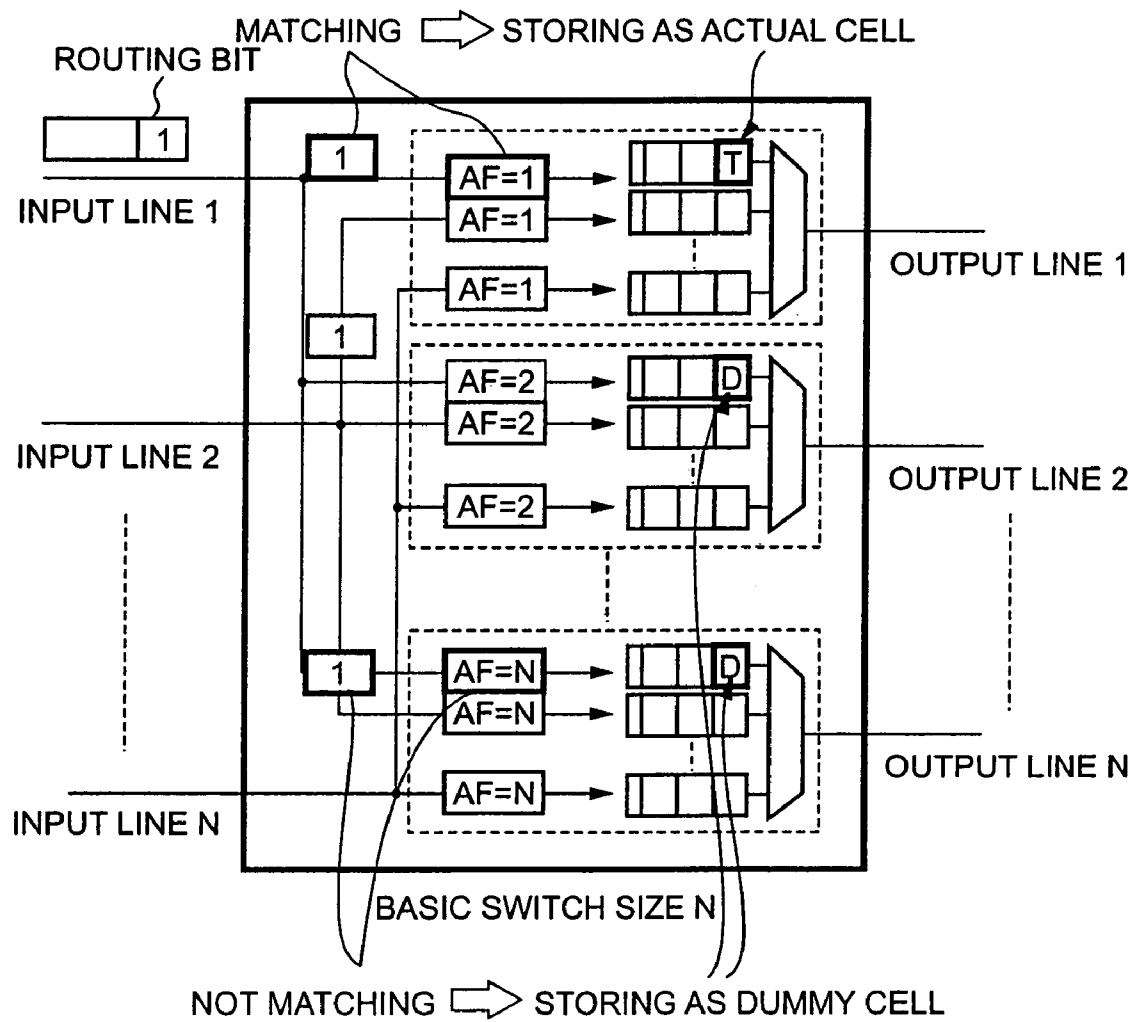 MATCHING STORING AS ACTUAL CELL
ROUTING BIT
1
1
T
AF=1
INPUT LINE 1
AF=1
OUTPUT LINE 1
AF=1
1
AF=2
D
INPUT LINE 2
AF=2
OUTPUT LINE 2
AF=2
1
AF=N
D
AF=N
OUTPUT LINE N
AF=N
INPUT LINE N
BASIC SWITCH SIZE N
NOT MATCHING STORING AS DUMMY CELL